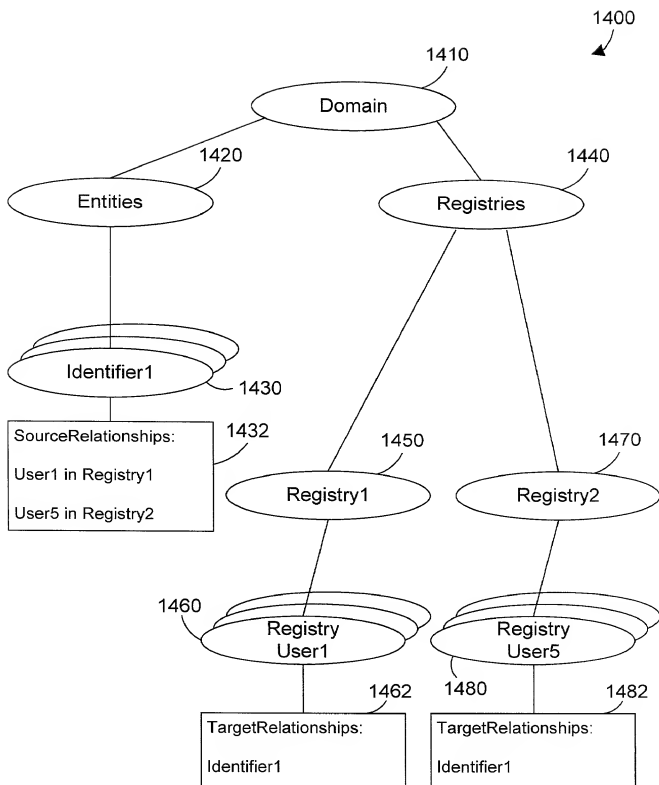 1400
1410
Domain
1420
1440
Entities
Registries
Identifier1
1430
SourceRelationships:
1432
User1 in Registry1
User5 in Registry2
1450
1470
Registry1
Registry2
1460
Registry
User1
Registry
User5
1480
1462
1482
TargetRelationships:
Identifier1
TargetRelationships:
Identifier1